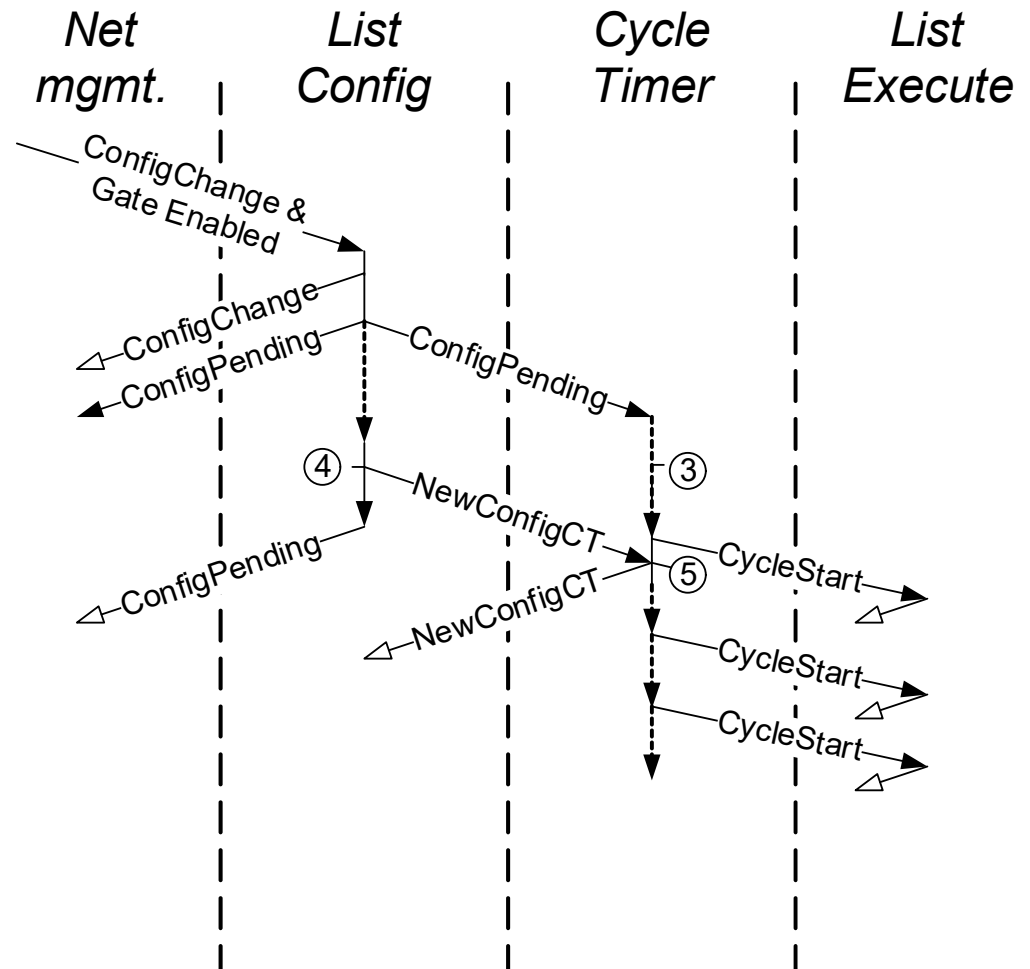 Net
mgmt.
List
Config
Cycle
Timer
List
Execute
ConfigChange &
Gate Enabled
ConfigChange
ConfigPending
ConfigPending
4
3
NewConfigCT
CycleStart
5
ConfigPending
NewConfigCT
CycleStart
CycleStart